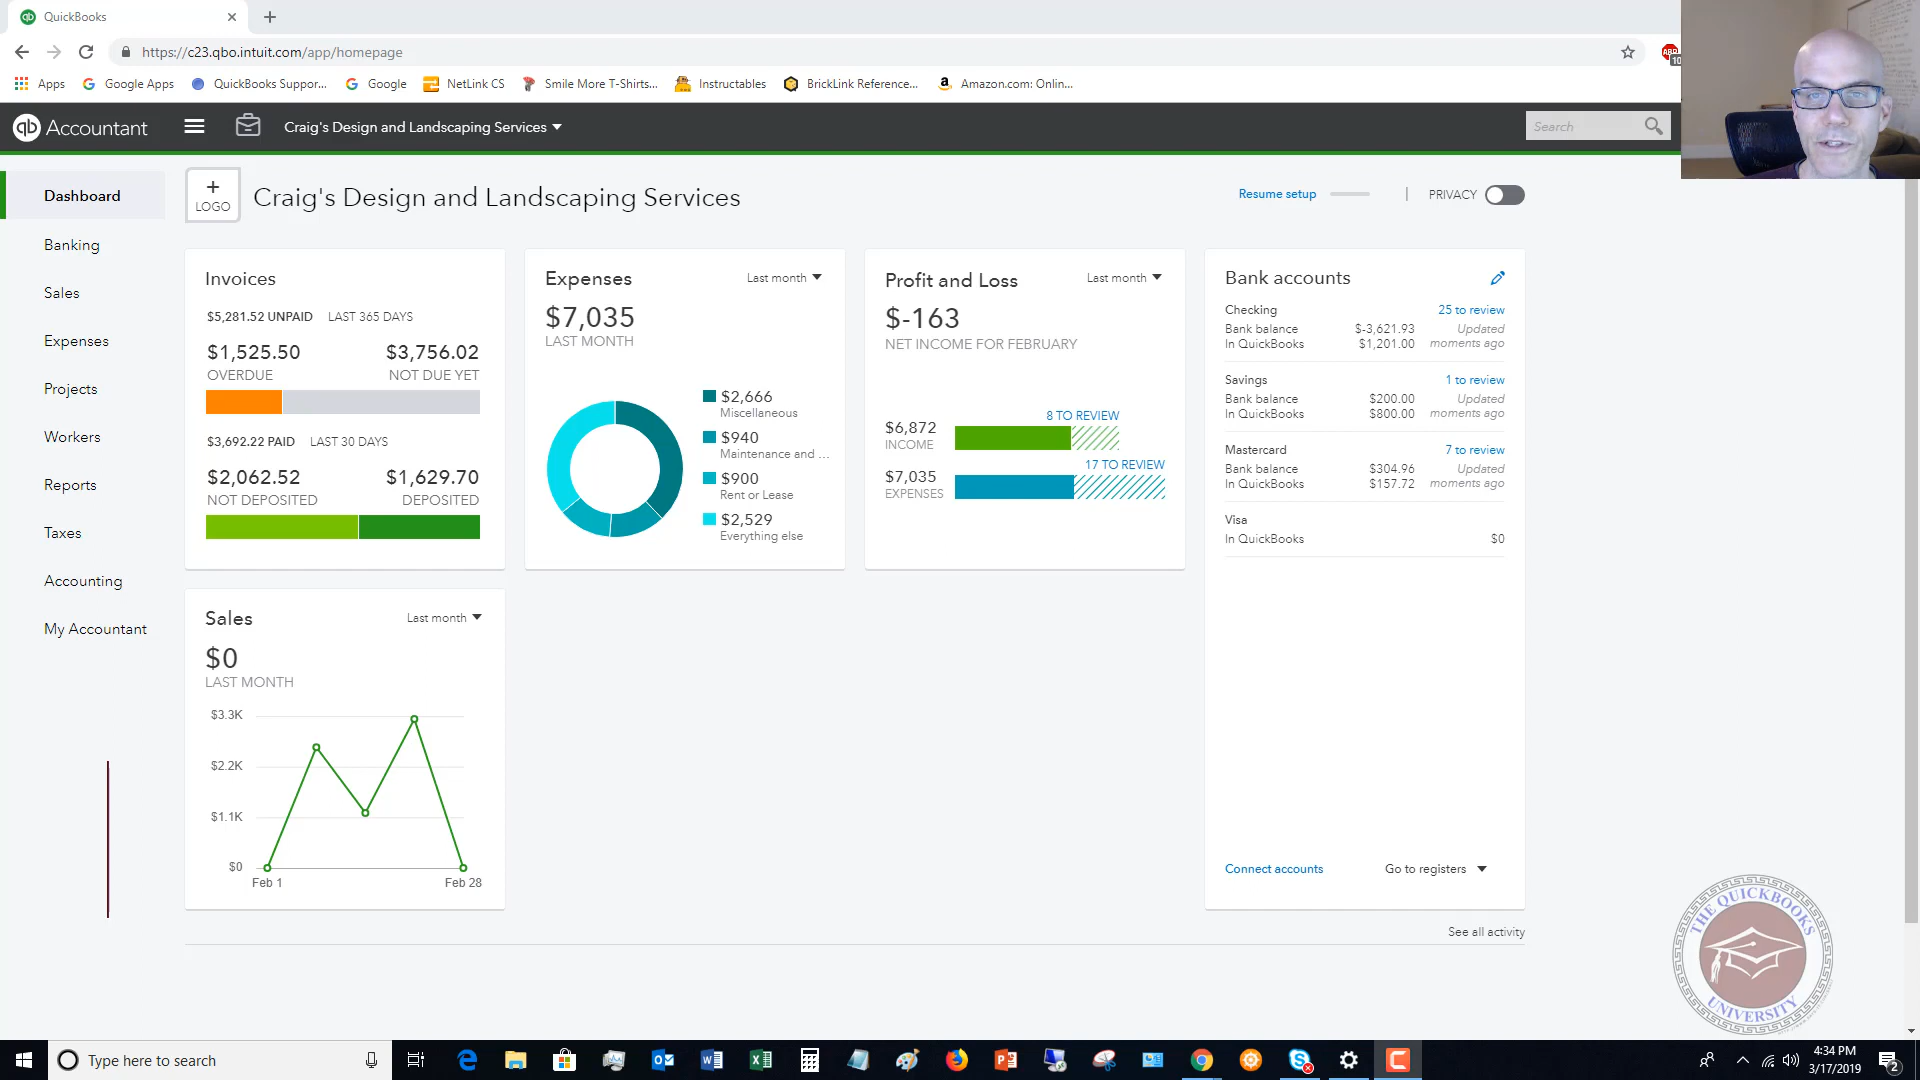 QuickBooks
https://c23.qbo.intuit.com/app/homepage
Apps Google Apps QuickBooks Suppor... Google NetLink CS Smile More T-Shirts... Instructables BrickLink Reference... Amazon.com: Onlin...
ABP
10
qb Accountant Craig's Design and Landscaping Services Search
Dashboard
Banking
Sales
Expenses
Projects
Workers
Reports
Taxes
Accounting
My Accountant
+
LOGO
Craig's Design and Landscaping Services
Resume setup | PRIVACY
Invoices
$5,281.52 UNPAID LAST 365 DAYS
$1,525.50 $3,756.02
OVERDUE NOT DUE YET
$3,692.22 PAID LAST 30 DAYS
$2,062.52 $1,629.70
NOT DEPOSITED DEPOSITED
Expenses Last month
$7,035
LAST MONTH
$2,666
Miscellaneous
$940
Maintenance and ...
$900
Rent or Lease
$2,529
Everything else
Profit and Loss Last month
$-163
NET INCOME FOR FEBRUARY
8 TO REVIEW
$6,872
INCOME
17 TO REVIEW
$7,035
EXPENSES
Bank accounts
Checking 25 to review
Bank balance $-3,621.93 Updated
In QuickBooks $1,201.00 moments ago
Savings 1 to review
Bank balance $200.00 Updated
In QuickBooks $800.00 moments ago
Mastercard 7 to review
Bank balance $304.96 Updated
In QuickBooks $157.72 moments ago
Visa
In QuickBooks $0
Connect accounts Go to registers
See all activity
Sales Last month
$0
LAST MONTH
$3.3K
$2.2K
$1.1K
$0
Feb 1 Feb 28
THE QUICKBOOKS
UNIVERSITY
Type here to search
4:34 PM
3/17/2019
2